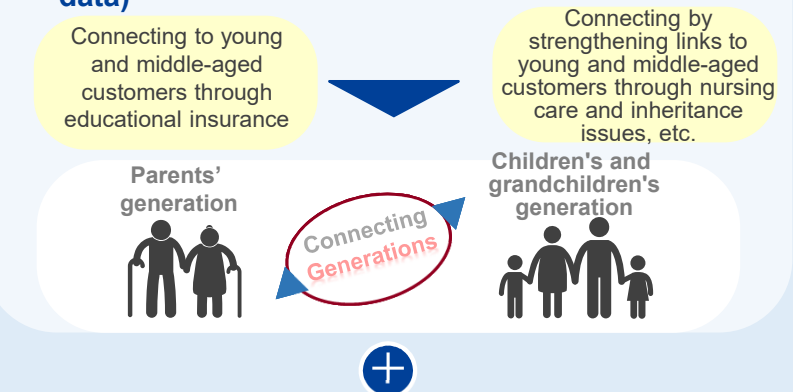 data)
Connecting to young
and middle-aged
customers through
educational insurance
Connecting by
strengthening links to
young and middle-aged
customers through nursing
care and inheritance
issues, etc.
Parents’
generation
Children's and
grandchildren's
generation
Connecting
Generations